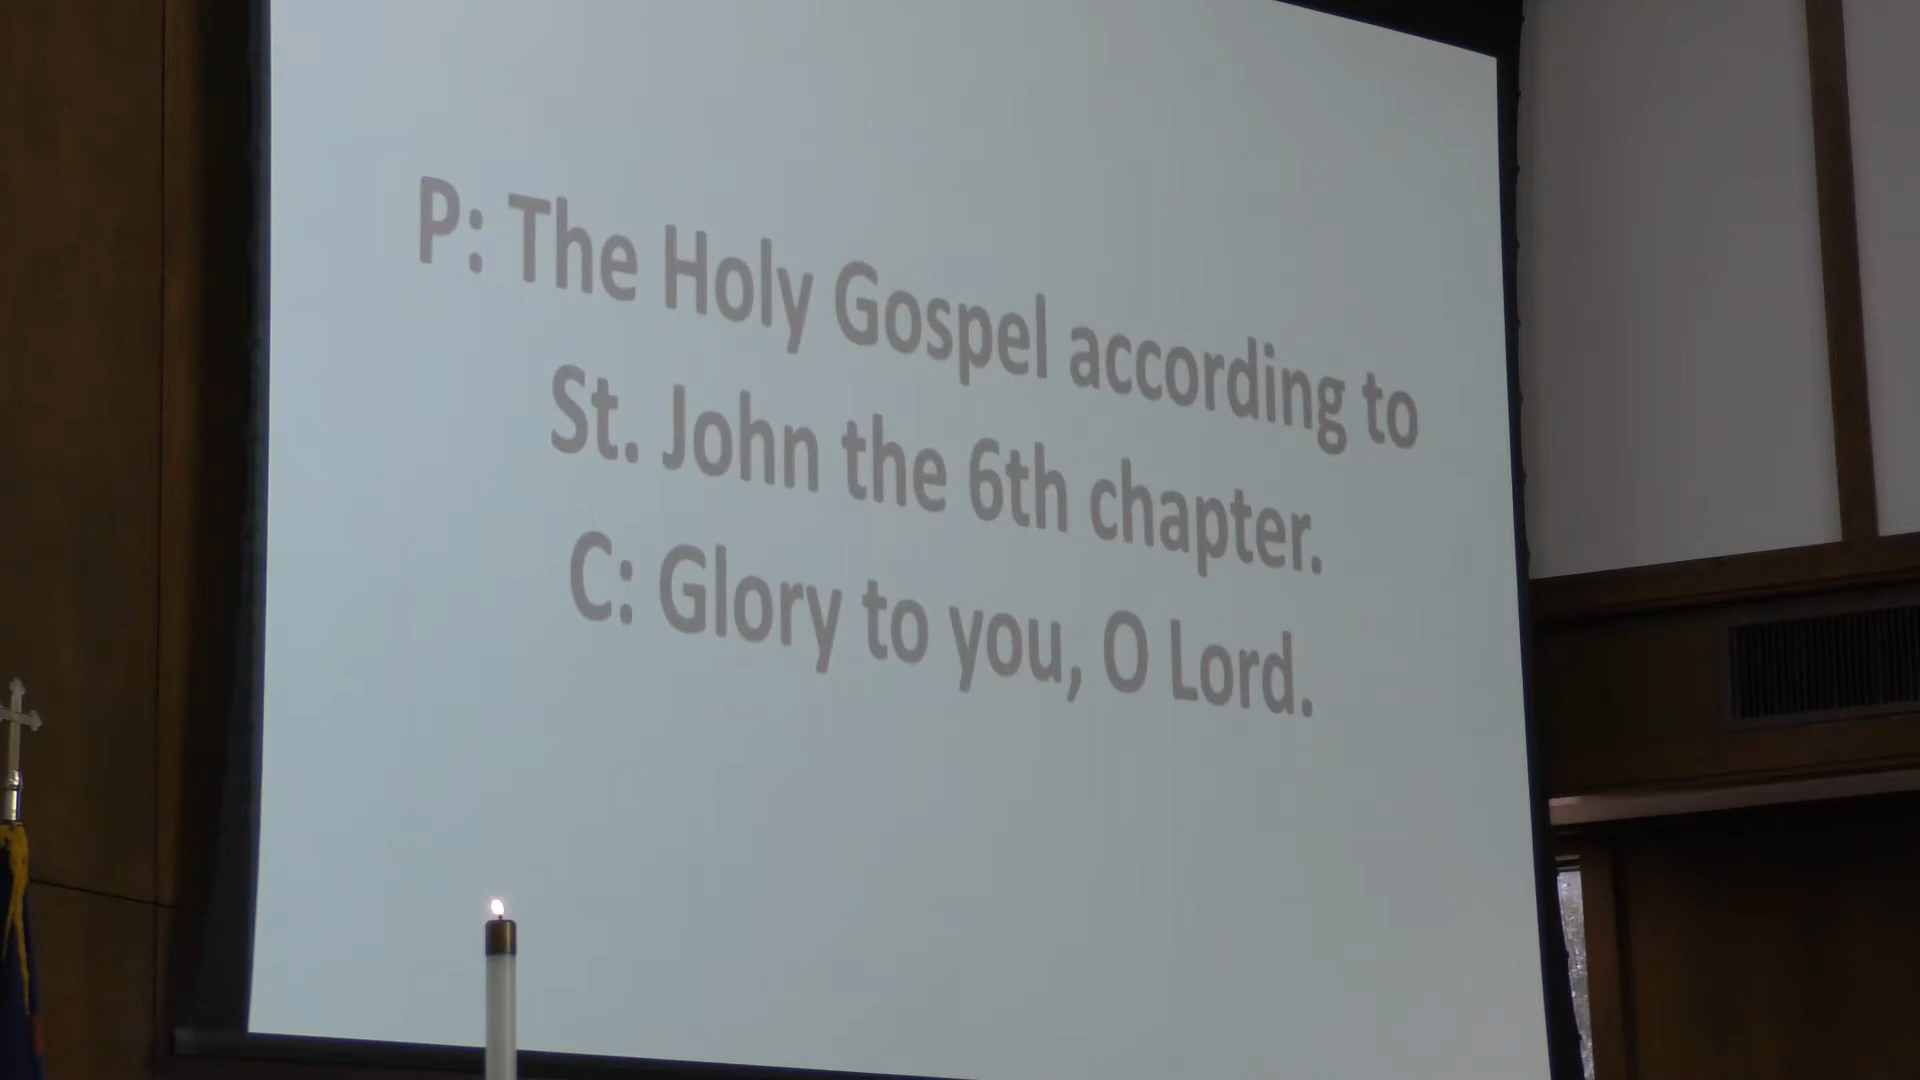 P: The Holy Gospel according to
St. John the 6th chapter.
C: Glory to you, O Lord.